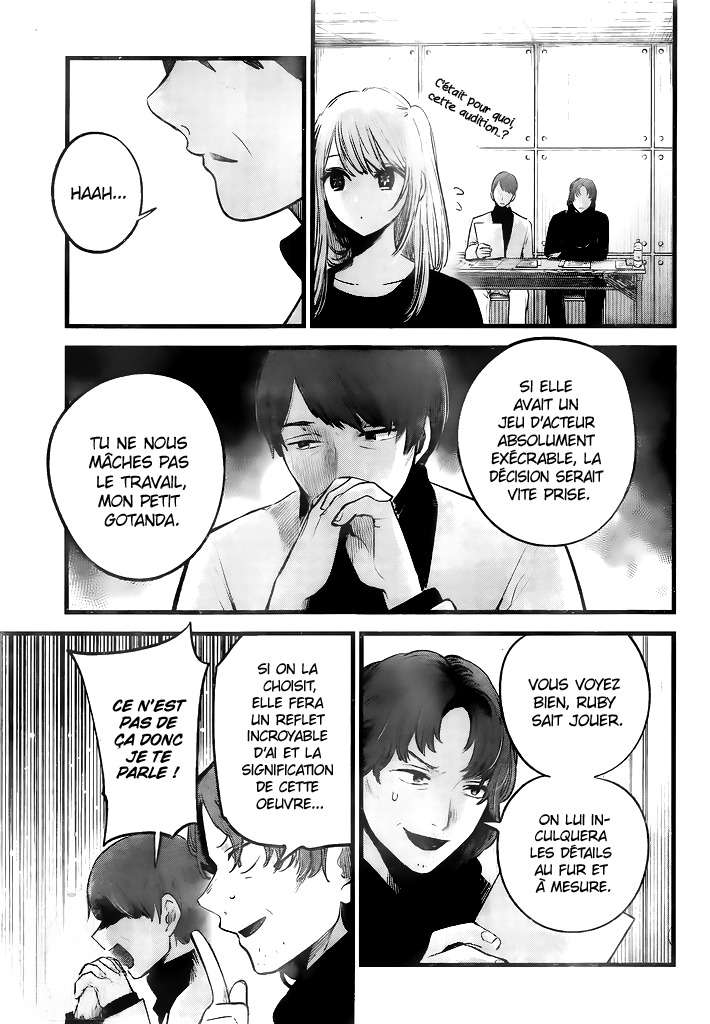 C'était pour quoi,
cette audition..?
HAAH...
SI ELLE
AVAIT UN
JEU D'ACTEUR
ABSOLUMENT
EXÉCRABLE, LA
DÉCISION SERAIT
VITE PRISE.
TU NE NOUS
MÂCHES PAS
LE TRAVAIL,
MON PETIT
GOTANDA.
VOUS VOYEZ
BIEN, RUBY
SAIT JOUER.
ON LUI IN-
CULQUERA
LES DÉTAILS
AU FUR ET
À MESURE.
SI ON LA
CHOISIT,
ELLE FERA
UN REFLET
INCROYABLE
D'AI ET LA
SIGNIFICATION
DE CETTE
OEUVRE...
CE N'EST
PAS DE
ÇA DONC
JE TE
PARLE !